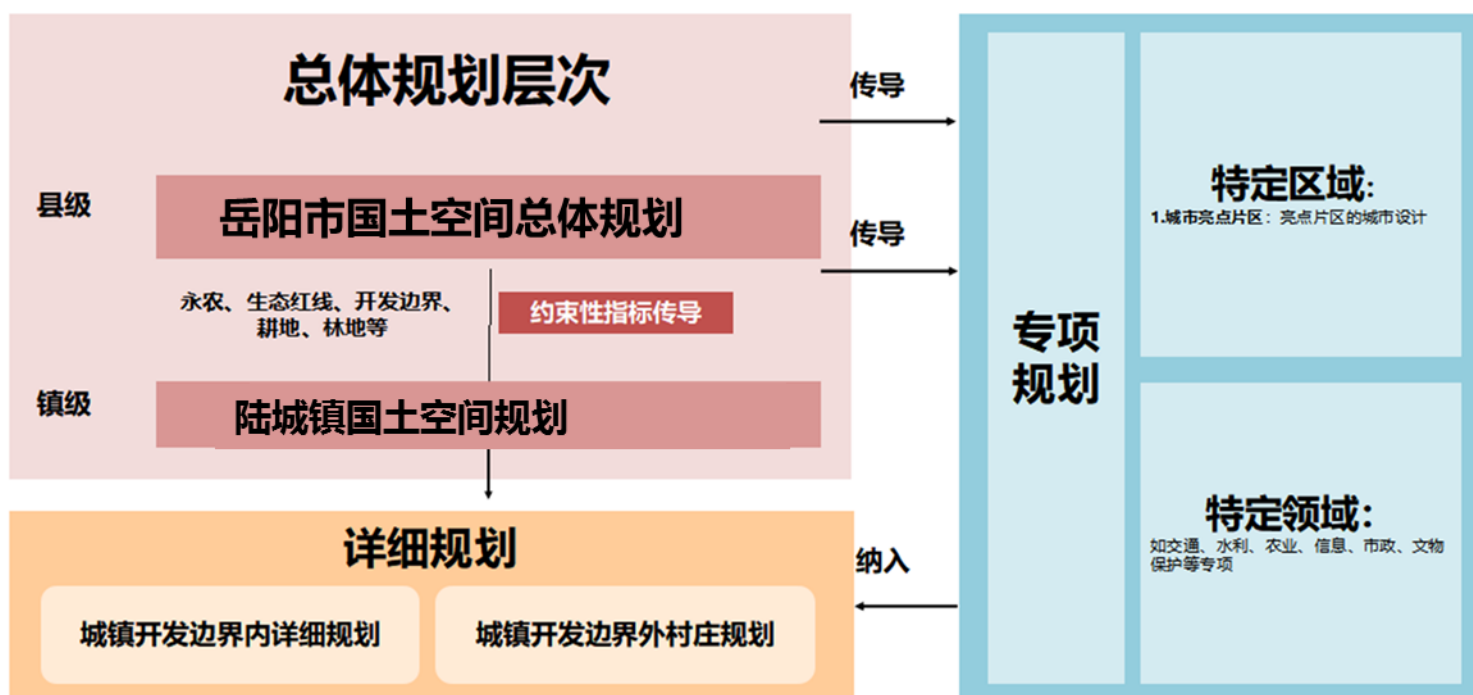 总体规划层次
传导
县级
岳阳市国土空间总体规划
传导
永农、生态红线、开发边界、
耕地、林地等
约束性指标传导
镇级
陆城镇国土空间规划
详细规划
城镇开发边界内详细规划
城镇开发边界外村庄规划
纳入
专项
规划
特定区域:
1.城市亮点片区：亮点片区的城市设计
特定领域：
如交通、水利、农业、信息、市政、文物
保护等专项